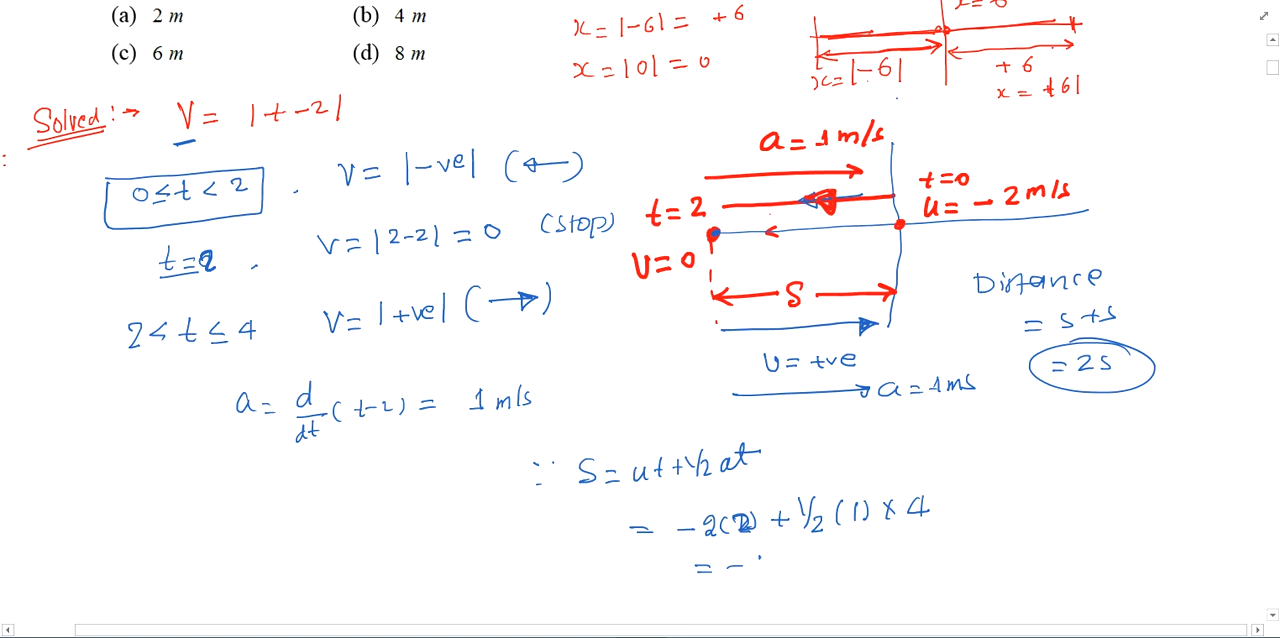 (a) 2 m (b) 4 m
(c) 6 m (d) 8 m
x = |-6| = +6
x = |0| = 0
x = |-6|
+ 6
x = +6|
Solved :→ V = |t-2|
0 ≤ t < 2 . V = |-ve| (←)
t=2 . V = |2-2| = 0 (stop)
2 < t ≤ 4 V = |+ve| (→)
a = d/dt (t-2) = 1 m/s
a = 1 m/s
t=0
u = -2 m/s
t = 2
V = 0
S
U = +ve
a = 1 ms
Distance
= S+S
= 2S
∵ S = ut + 1/2 at
= -2(2) + 1/2 (1) × 4
= -